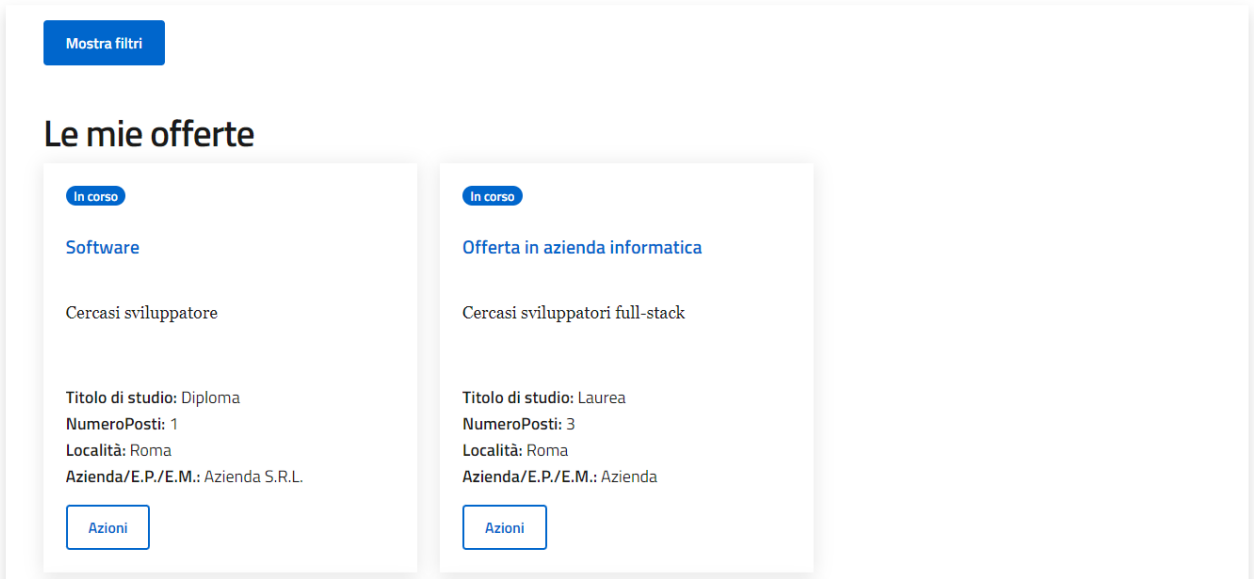 Mostra filtri
Le mie offerte
In corso
Software
Cercasi sviluppatore
Titolo di studio: Diploma
NumeroPosti: 1
Località: Roma
Azienda/E.P./E.M.: Azienda S.R.L.
Azioni
In corso
Offerta in azienda informatica
Cercasi sviluppatori full-stack
Titolo di studio: Laurea
NumeroPosti: 3
Località: Roma
Azienda/E.P./E.M.: Azienda
Azioni